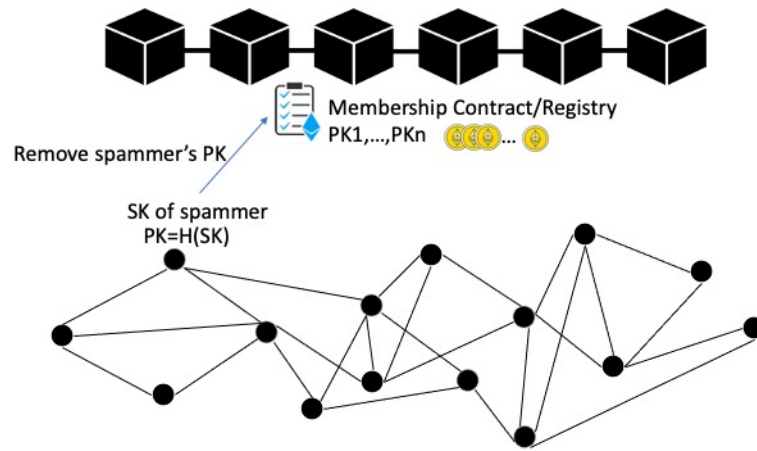 Membership Contract/Registry
PK1,...,PKn ...
Remove spammer's PK
SK of spammer
PK=H(SK)